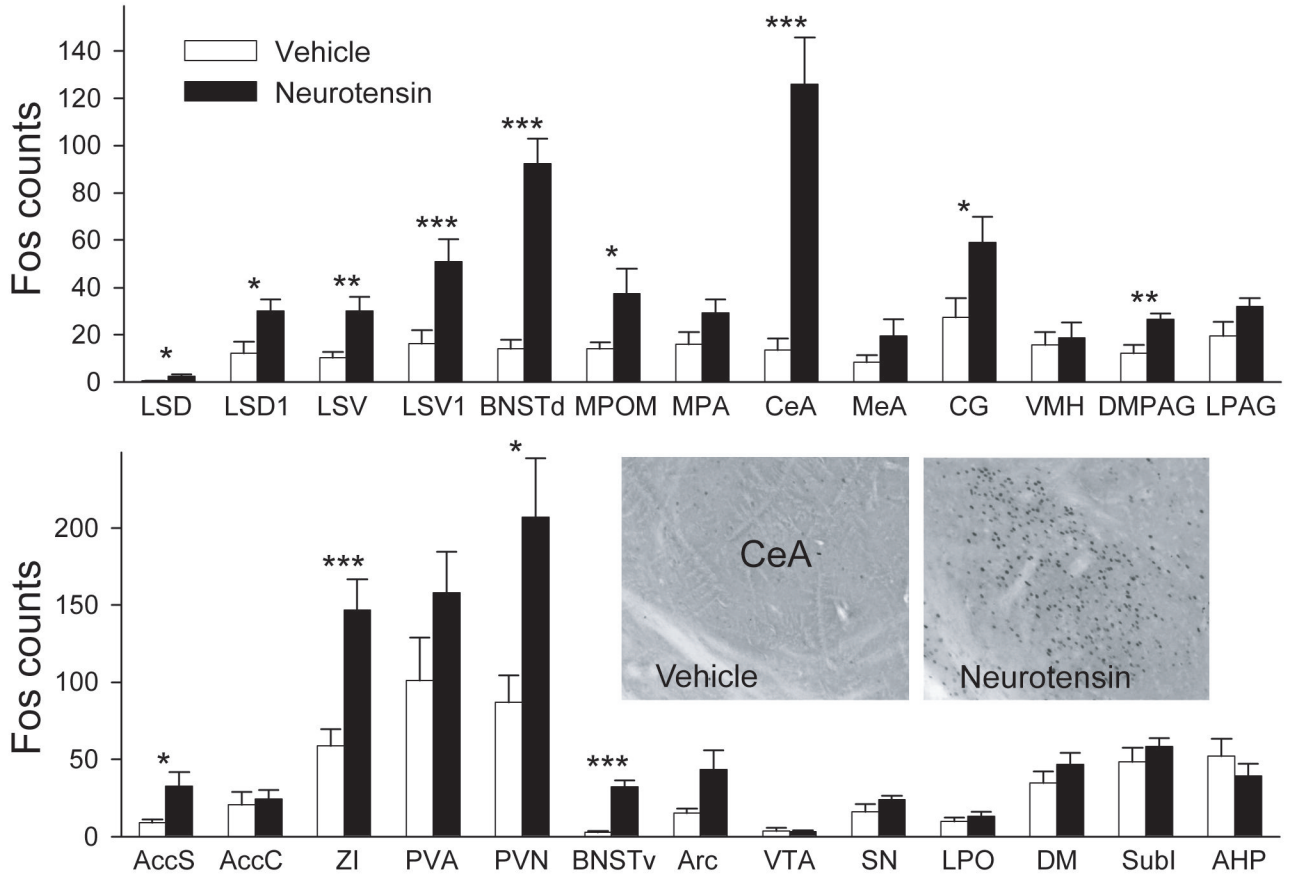 Vehicle
Neurotensin
Fos counts
140
120
100
80
60
40
20
0
*
*
**
***
***
*
***
*
**
LSD LSD1 LSV LSV1 BNSTd MPOM MPA CeA MeA CG VMH DMPAG LPAG
Fos counts
200
150
100
50
0
*
***
*
***
CeA
Vehicle
Neurotensin
AccS AccC ZI PVA PVN BNSTv Arc VTA SN LPO DM SubI AHP